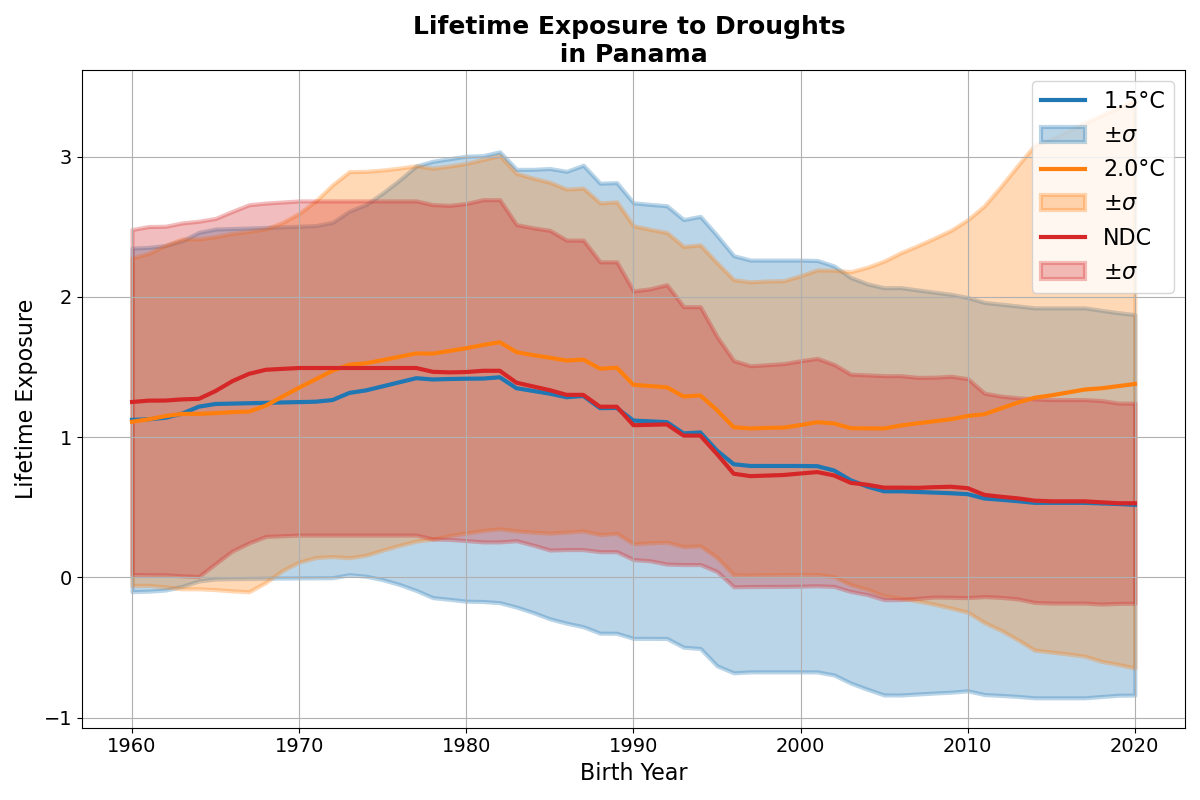 Lifetime Exposure to Droughts
in Panama
1.5°C
±σ
2.0°C
±σ
NDC
±σ
Lifetime Exposure
3
2
1
0
−1
1960 1970 1980 1990 2000 2010 2020
Birth Year